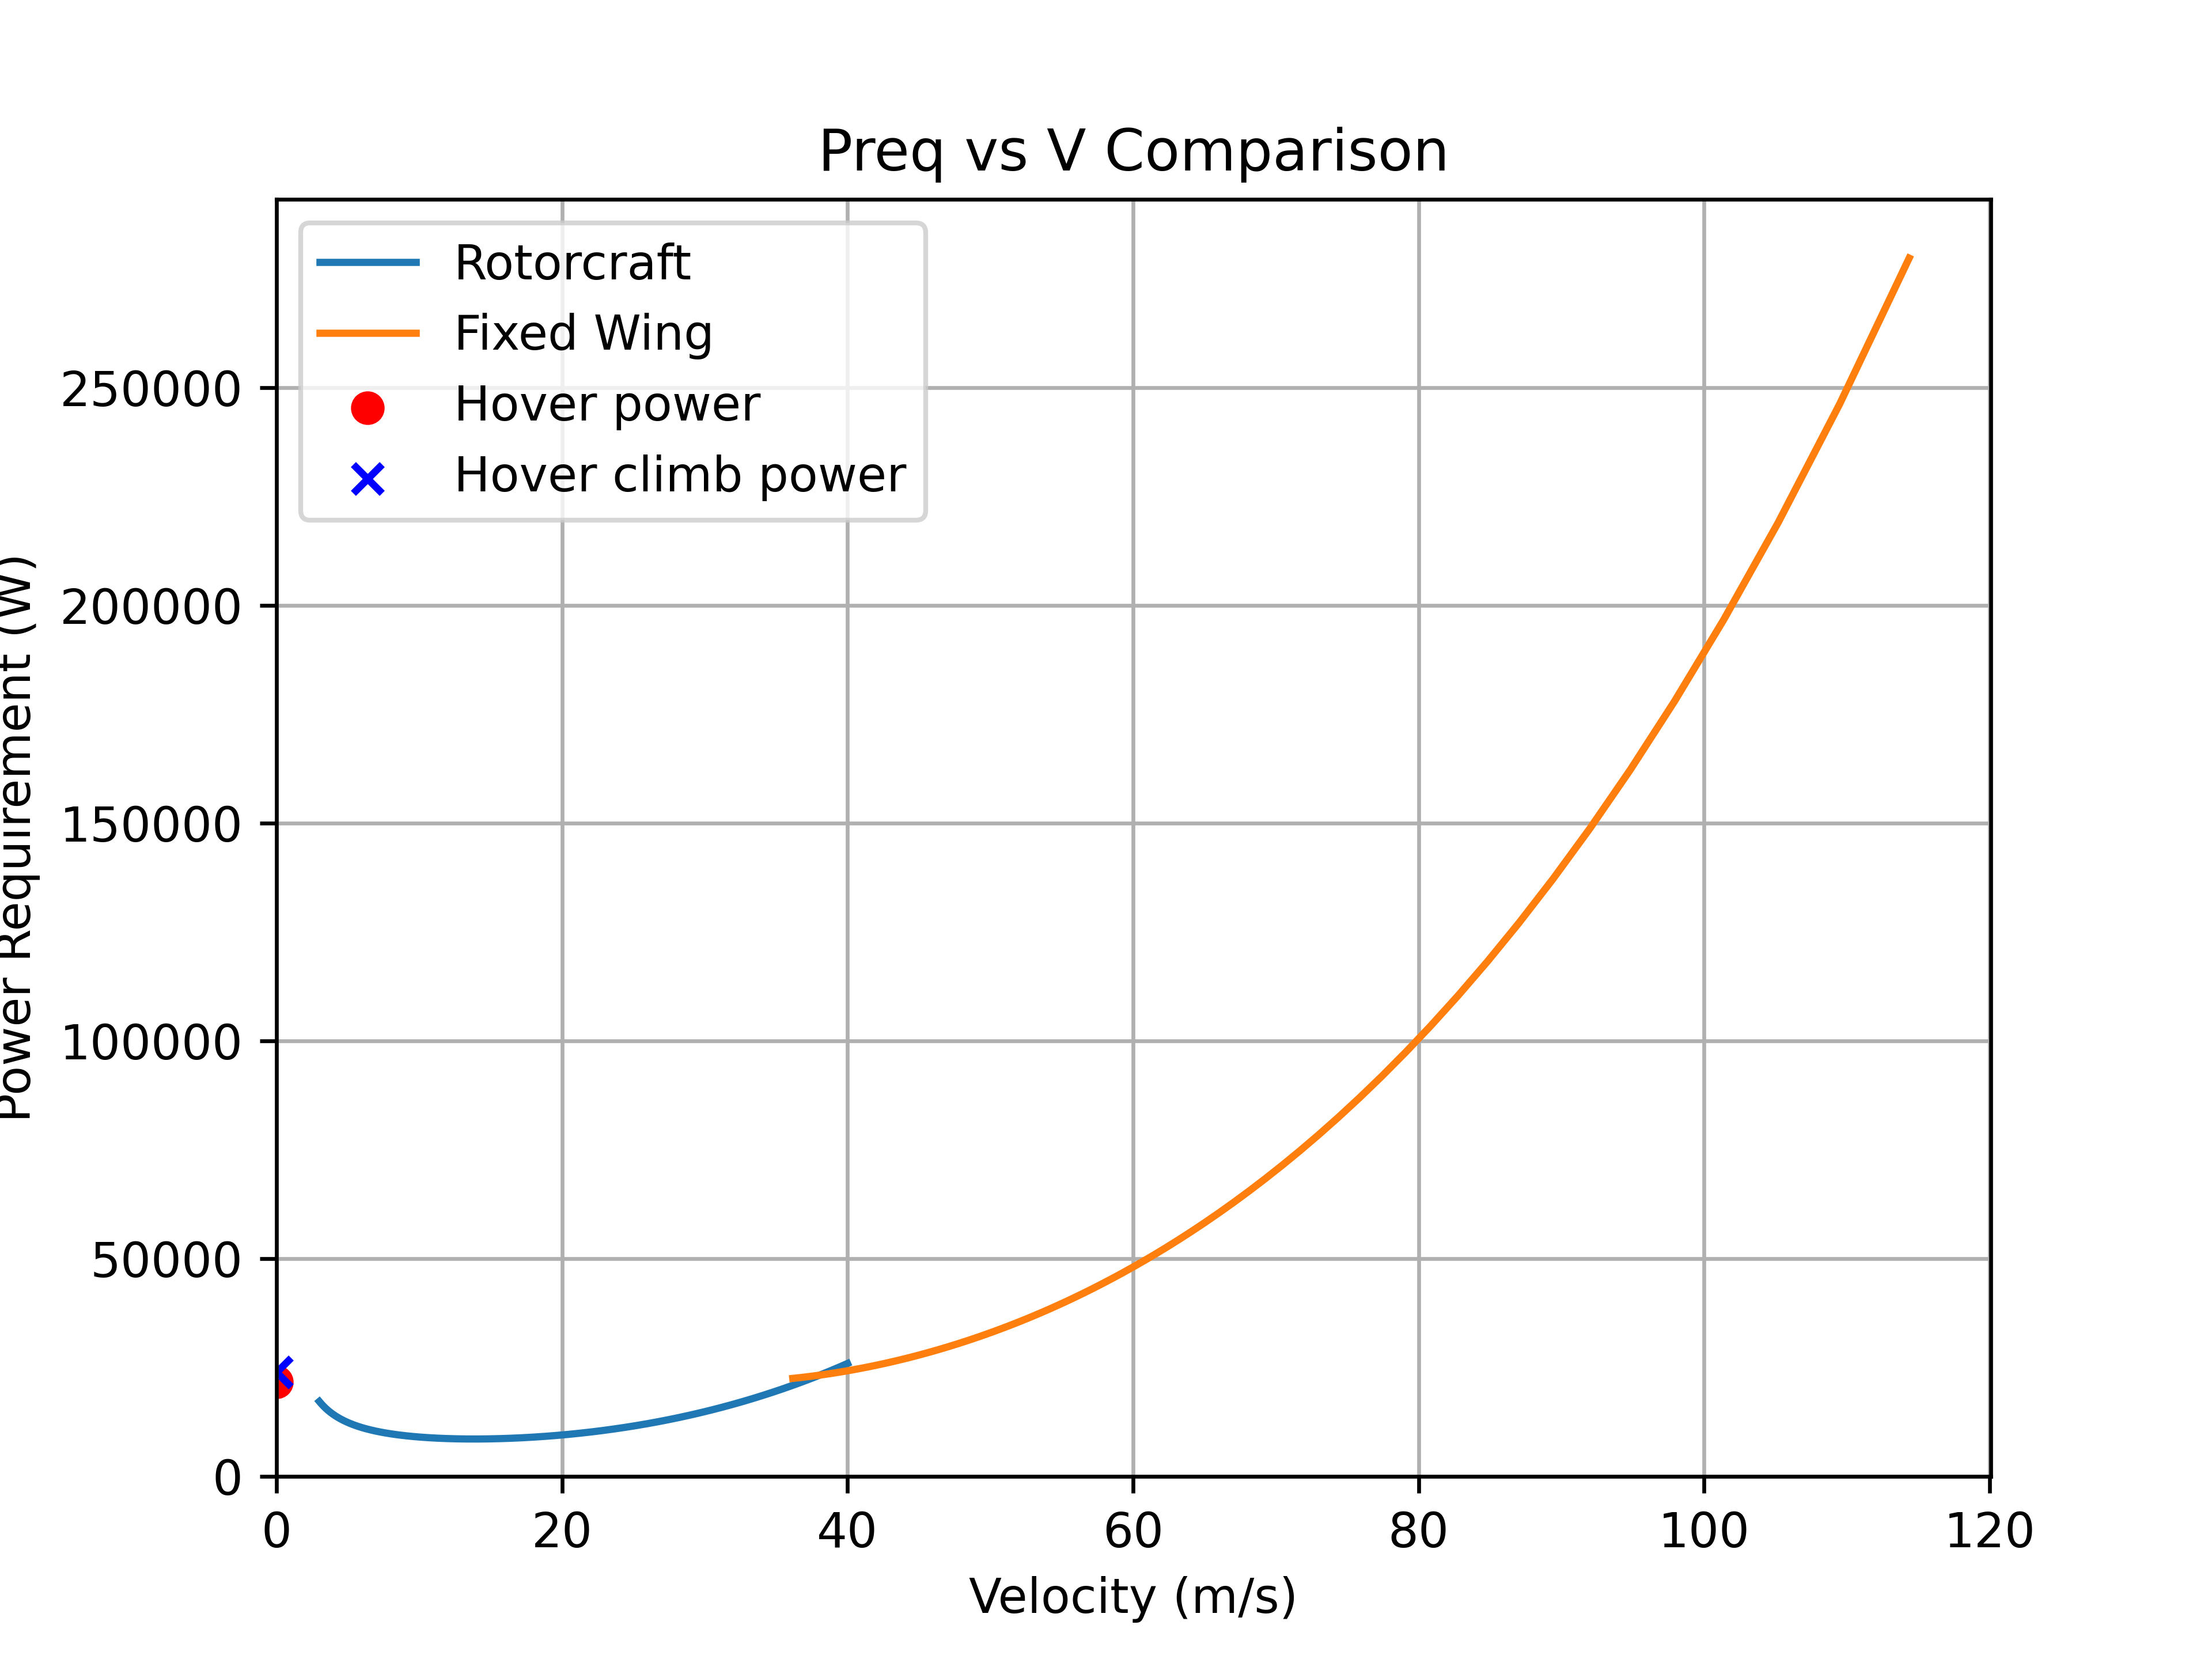 Preq vs V Comparison
Rotorcraft
Fixed Wing
Hover power
Hover climb power
Power Requirement (W)
250000
200000
150000
100000
50000
0
0 20 40 60 80 100 120
Velocity (m/s)